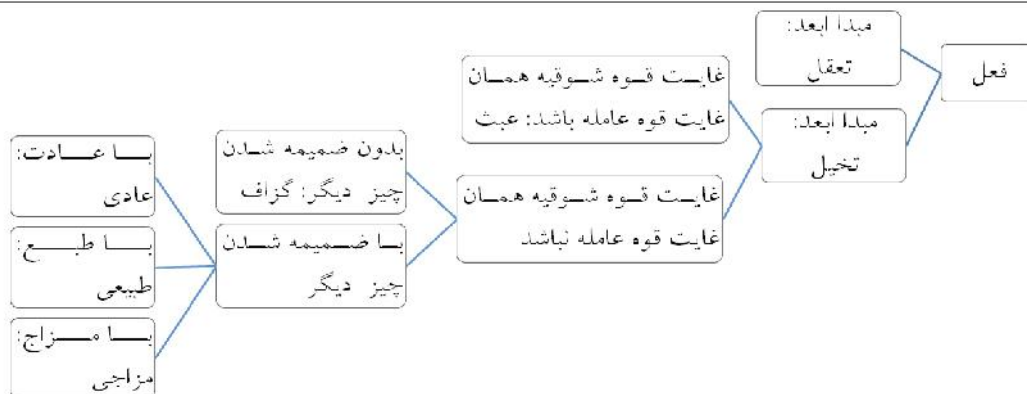 فعل
مبدا ابعد:
تعقل
مبدا ابعد:
تخیل
غایت قوه شوقیه همان
غایت قوه عامله باشد: عبث
غایت قوه شوقیه همان
غایت قوه عامله نباشد
بدون ضمیمه شدن
چیز دیگر: گزاف
با ضمیمه شدن
چیز دیگر
با عادت:
عادی
با طبع:
طبیعی
با مزاج:
مزاجی